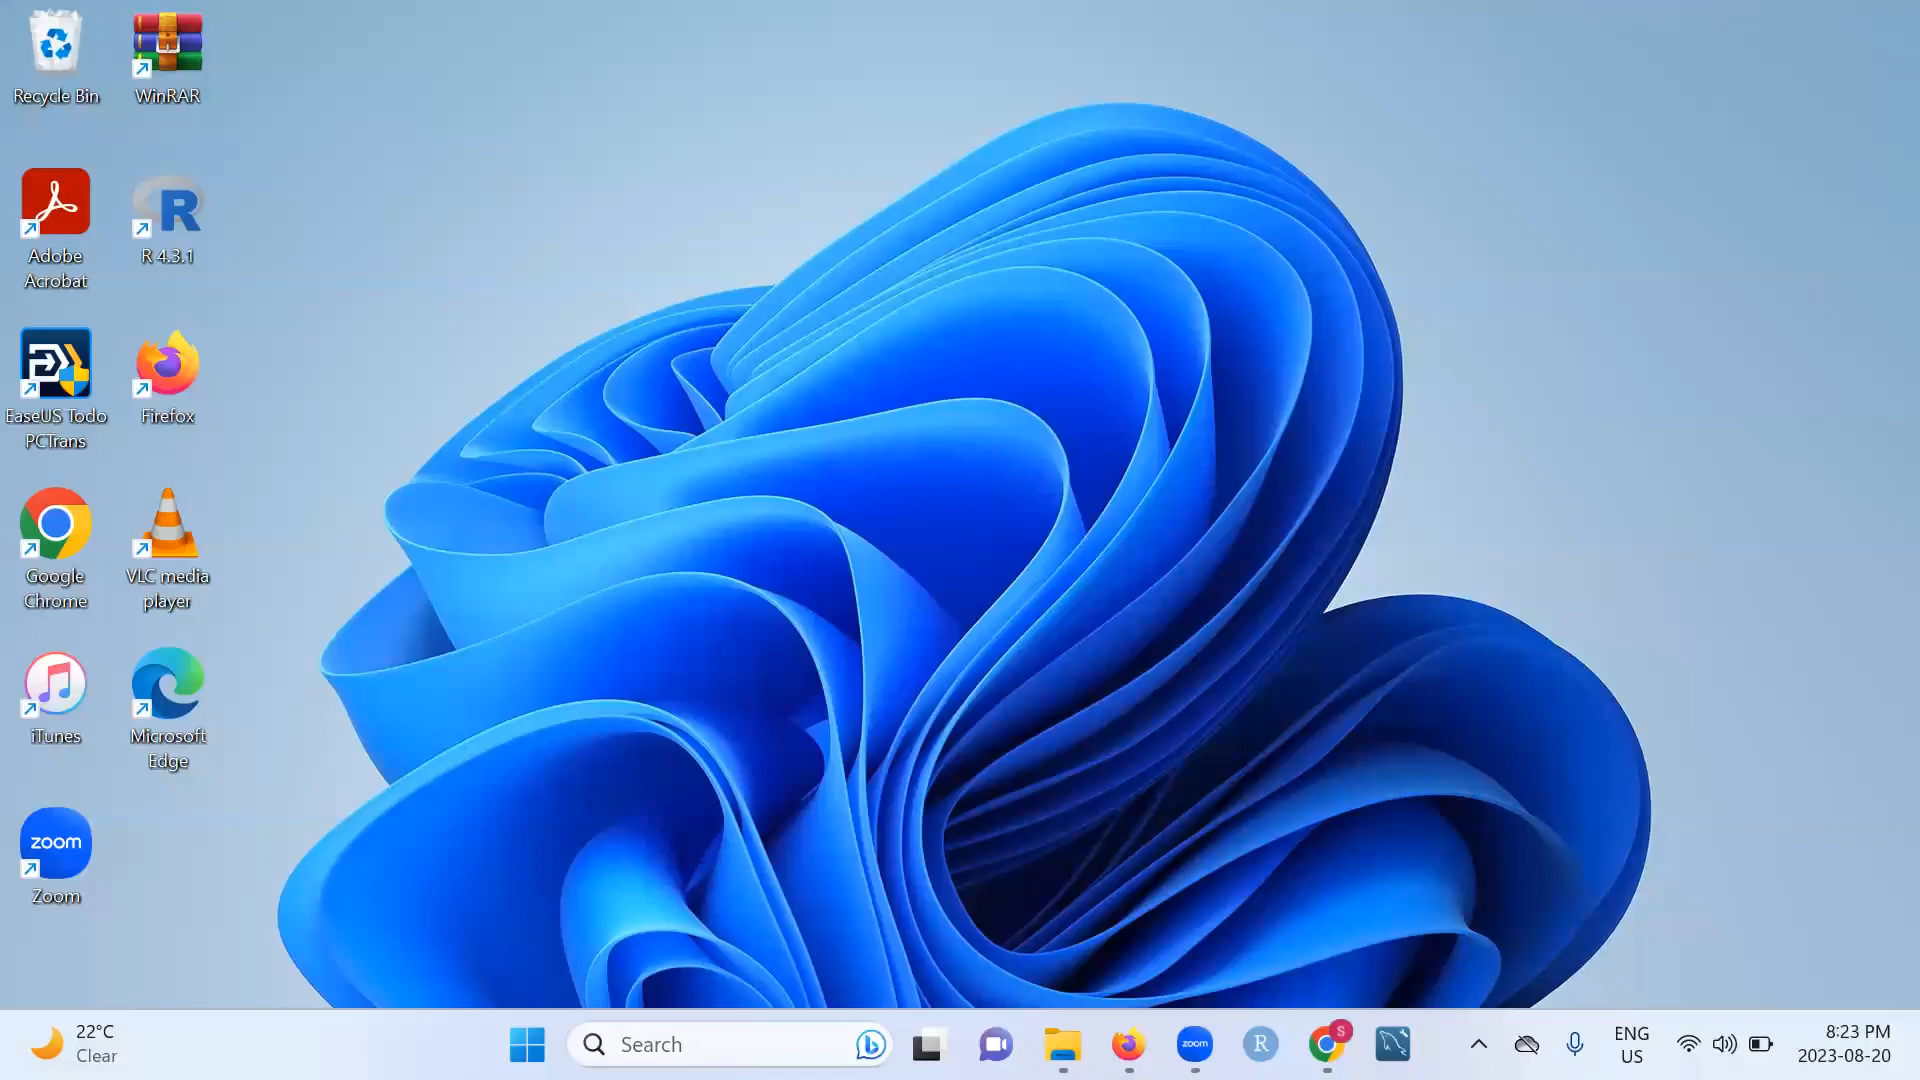 Recycle Bin
WinRAR
Adobe
Acrobat
R 4.3.1
EaseUS Todo
PCTrans
Firefox
Google
Chrome
VLC media
player
iTunes
Microsoft
Edge
zoom
Zoom
22°C
Clear
Search
zoom
R
S
ENG
US
8:23 PM
2023-08-20